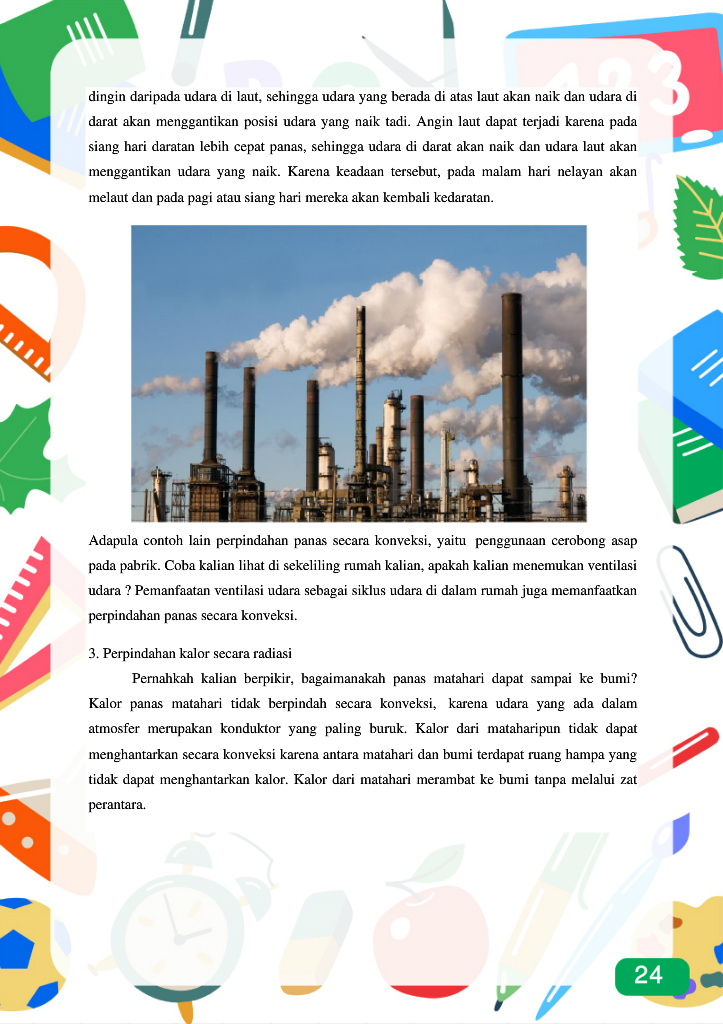 dingin daripada udara di laut, sehingga udara yang berada di atas laut akan naik dan udara di
darat akan menggantikan posisi udara yang naik tadi. Angin laut dapat terjadi karena pada
siang hari daratan lebih cepat panas, sehingga udara di darat akan naik dan udara laut akan
menggantikan udara yang naik. Karena keadaan tersebut, pada malam hari nelayan akan
melaut dan pada pagi atau siang hari mereka akan kembali kedaratan.
Adapula contoh lain perpindahan panas secara konveksi, yaitu penggunaan cerobong asap
pada pabrik. Coba kalian lihat di sekeliling rumah kalian, apakah kalian menemukan ventilasi
udara ? Pemanfaatan ventilasi udara sebagai siklus udara di dalam rumah juga memanfaatkan
perpindahan panas secara konveksi.
3. Perpindahan kalor secara radiasi
Pernahkah kalian berpikir, bagaimanakah panas matahari dapat sampai ke bumi?
Kalor panas matahari tidak berpindah secara konveksi, karena udara yang ada dalam
atmosfer merupakan konduktor yang paling buruk. Kalor dari mataharipun tidak dapat
menghantarkan secara konveksi karena antara matahari dan bumi terdapat ruang hampa yang
tidak dapat menghantarkan kalor. Kalor dari matahari merambat ke bumi tanpa melalui zat
perantara.
24